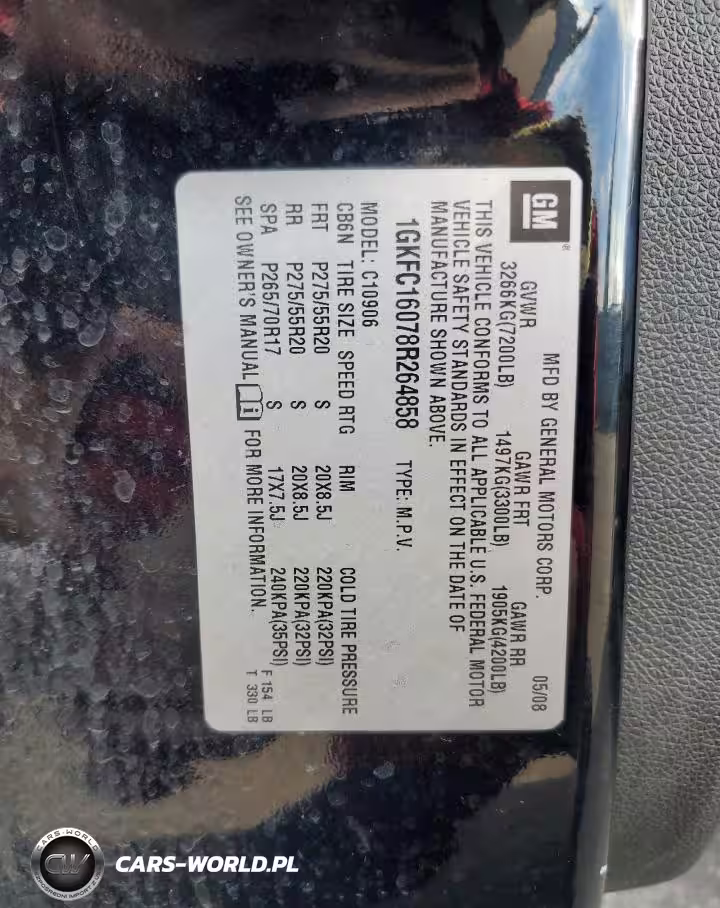 GM
®
MFD BY GENERAL MOTORS CORP. 05/08
GVWR GAWR FRT GAWR RR
3266KG(7200LB) 1497KG(3300LB) 1905KG(4200LB)
THIS VEHICLE CONFORMS TO ALL APPLICABLE U.S. FEDERAL MOTOR
VEHICLE SAFETY STANDARDS IN EFFECT ON THE DATE OF
MANUFACTURE SHOWN ABOVE.
1GKFC16078R264858 TYPE: M.P.V.
MODEL: C10906
CB6N TIRE SIZE SPEED RTG RIM COLD TIRE PRESSURE
FRT P275/55R20 S 20X8.5J 220KPA(32PSI)
RR P275/55R20 S 20X8.5J 220KPA(32PSI)
SPA P265/70R17 S 17X7.5J 240KPA(35PSI) F 154 LB
SEE OWNER'S MANUAL FOR MORE INFORMATION. T 330 LB
CARS-WORLD
CW
CARS-WORLD.PL